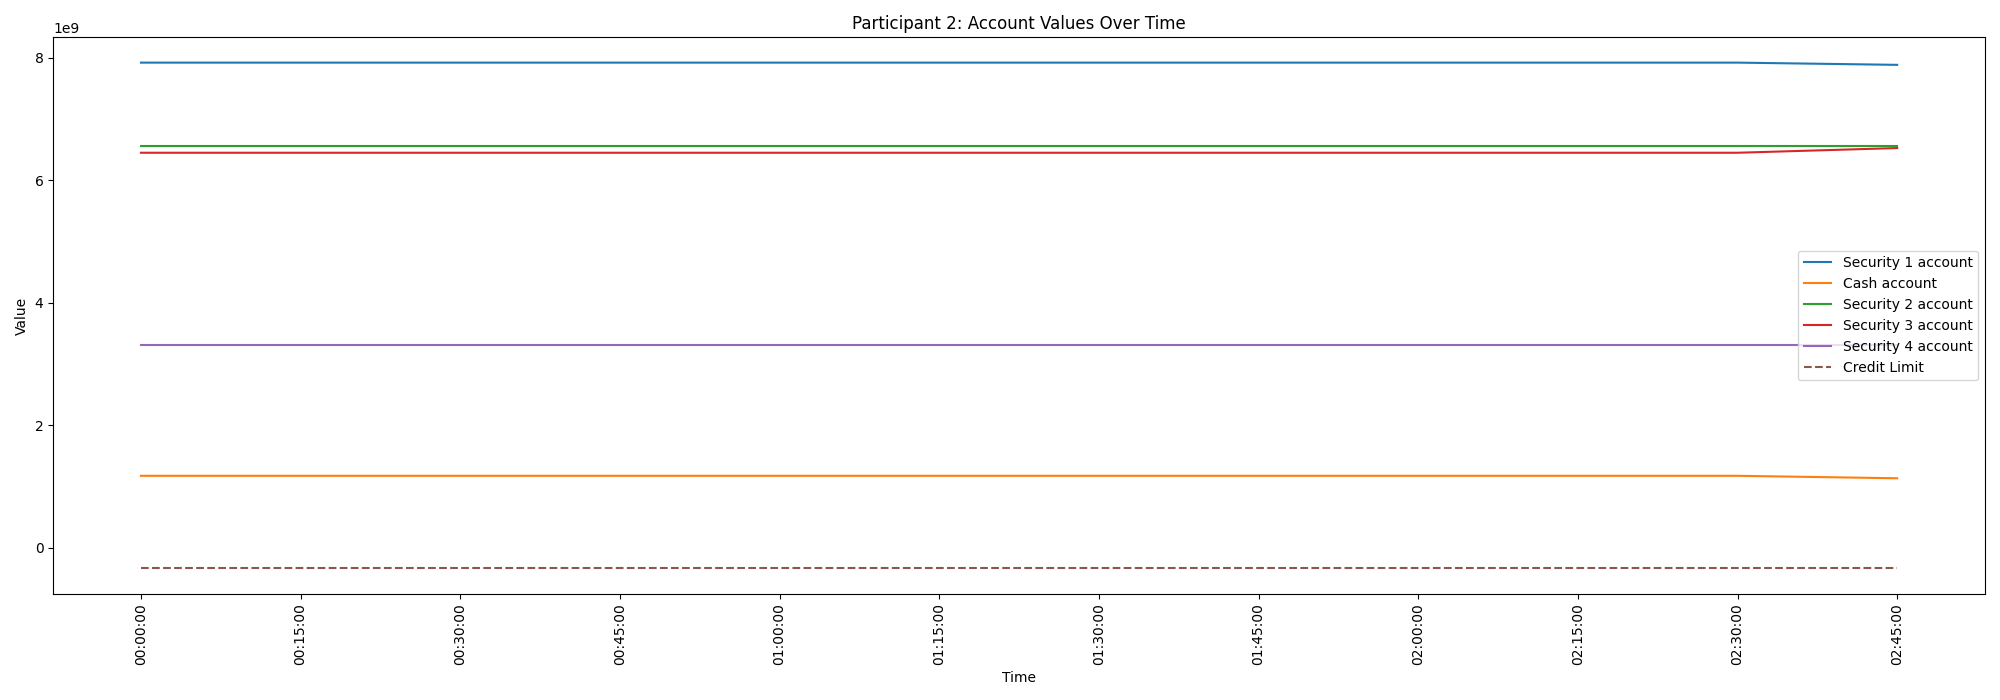 Participant 2: Account Values Over Time
1e9
8
6
4
2
0
Value
Security 1 account
Cash account
Security 2 account
Security 3 account
Security 4 account
Credit Limit
00:00:00
00:15:00
00:30:00
00:45:00
01:00:00
01:15:00
01:30:00
01:45:00
02:00:00
02:15:00
02:30:00
02:45:00
Time